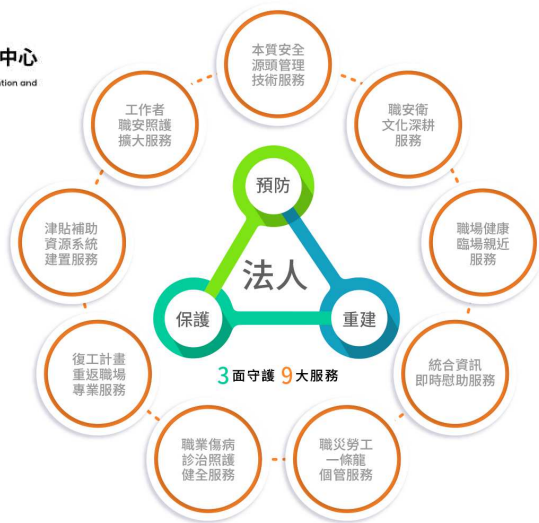 中心
tion and
本質安全
源頭管理
技術服務
職安衛
文化深耕
服務
職場健康
臨場親近
服務
統合資訊
即時慰助服務
職災勞工
一條龍
個管服務
職業傷病
診治照護
健全服務
復工計畫
重返職場
專業服務
津貼補助
資源系統
建置服務
工作者
職安照護
擴大服務
預防
法人
保護
重建
3面守護 9大服務